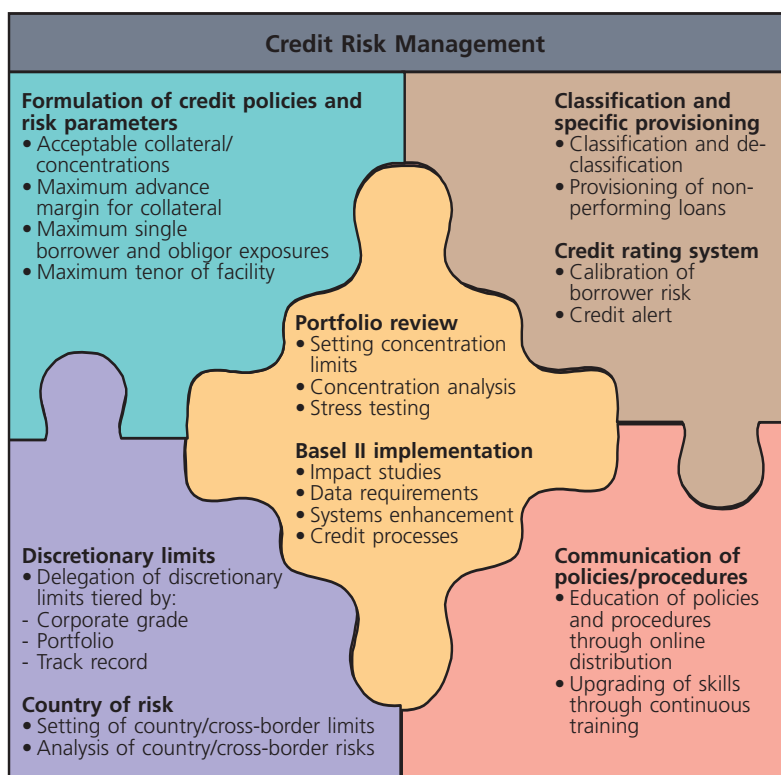 Credit Risk Management
Formulation of credit policies and
risk parameters
• Acceptable collateral/
concentrations
• Maximum advance
margin for collateral
• Maximum single
borrower and obligor exposures
• Maximum tenor of facility
Classification and
specific provisioning
• Classification and de-
classification
• Provisioning of non-
performing loans
Credit rating system
• Calibration of
borrower risk
• Credit alert
Portfolio review
• Setting concentration
limits
• Concentration analysis
• Stress testing
Basel II implementation
• Impact studies
• Data requirements
• Systems enhancement
• Credit processes
Discretionary limits
• Delegation of discretionary
limits tiered by:
- Corporate grade
- Portfolio
- Track record
Country of risk
• Setting of country/cross-border limits
• Analysis of country/cross-border risks
Communication of
policies/procedures
• Education of policies
and procedures
through online
distribution
• Upgrading of skills
through continuous
training